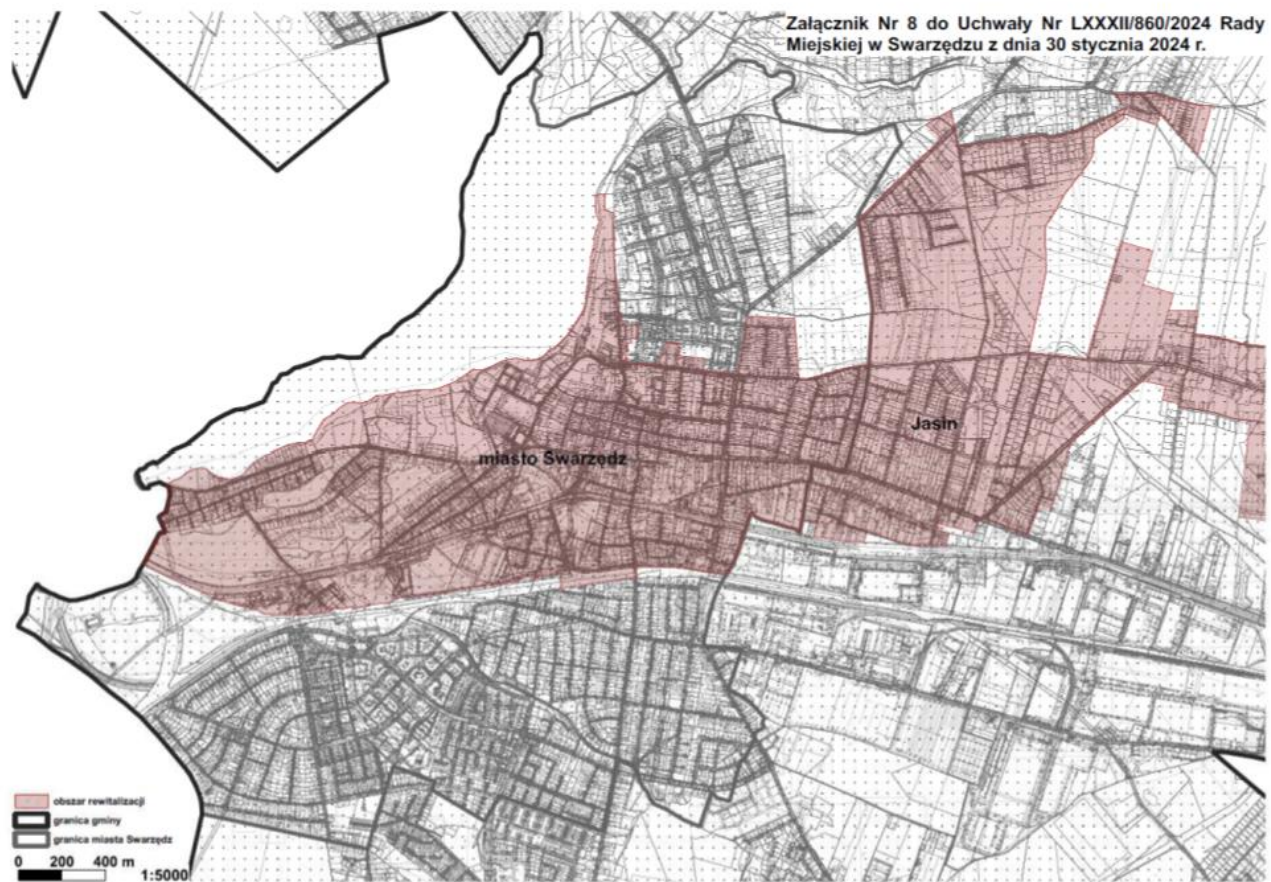 Załącznik Nr 8 do Uchwały Nr LXXXII/860/2024 Rady
Miejskiej w Swarzędzu z dnia 30 stycznia 2024 r.
Jasin
miasto Swarzędz
obszar rewitalizacji
granica gminy
granica miasta Swarzędz
0 200 400 m
1:5000